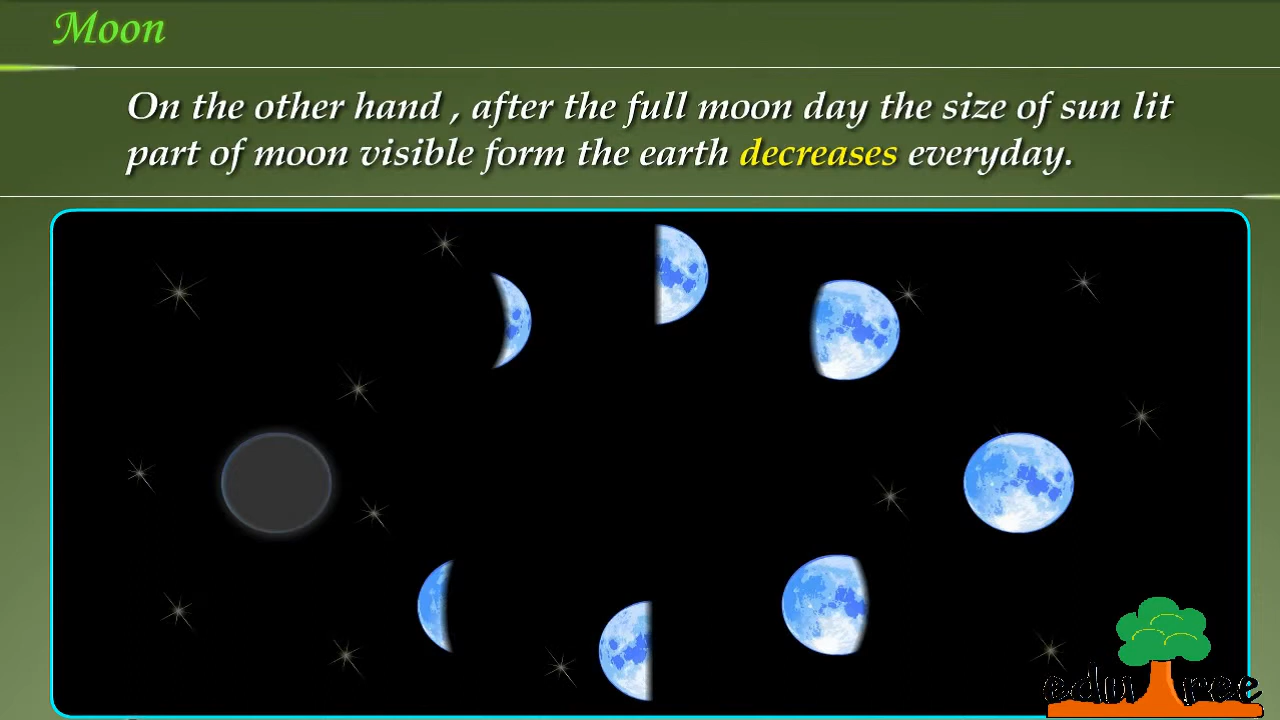 Moon
On the other hand , after the full moon day the size of sun lit
part of moon visible form the earth decreases everyday.
edutree